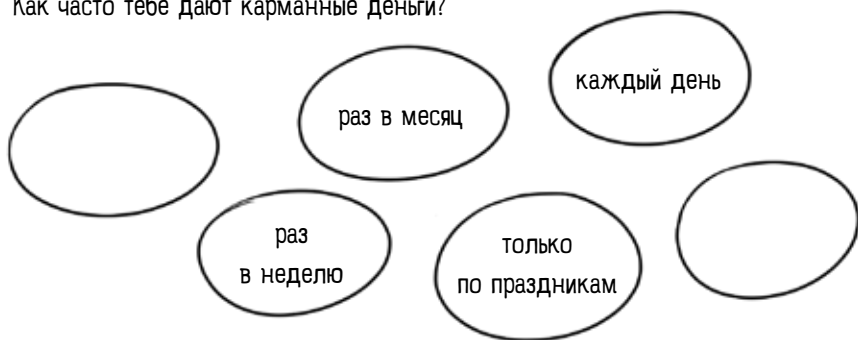 Как часто тебе дают карманные деньги?
каждый день
раз в месяц
раз
в неделю
только
по праздникам